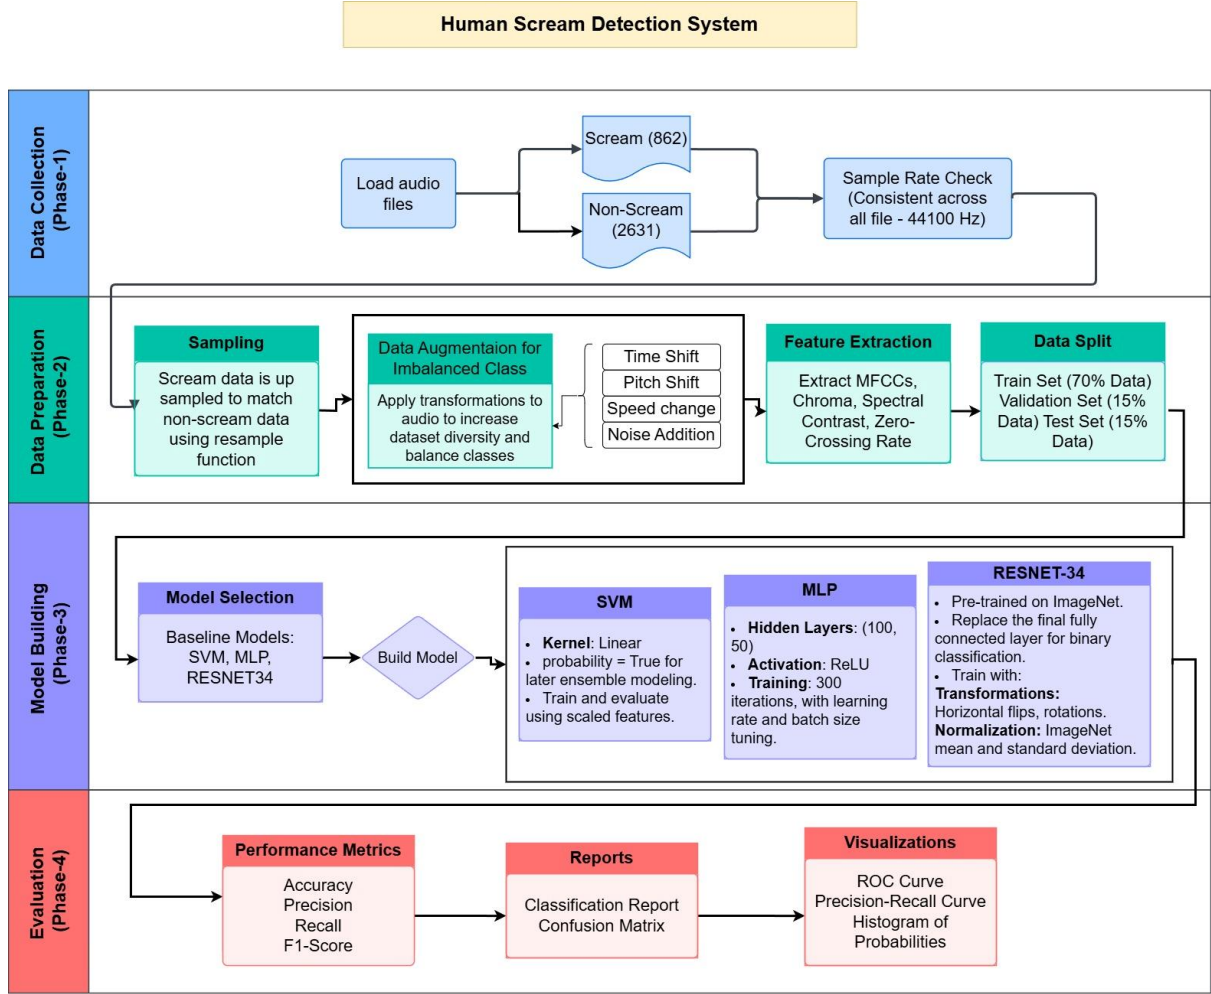 Human Scream Detection System
Data Collection
(Phase-1)
Load audio
files
Scream (862)
Non-Scream
(2631)
Sample Rate Check
(Consistent across
all file - 44100 Hz)
Data Preparation
(Phase-2)
Sampling
Scream data is up
sampled to match
non-scream data
using resample
function
Data Augmentaion for
Imbalanced Class
Apply transformations to
audio to increase
dataset diversity and
balance classes
Time Shift
Pitch Shift
Speed change
Noise Addition
Feature Extraction
Extract MFCCs,
Chroma, Spectral
Contrast, Zero-
Crossing Rate
Data Split
Train Set (70% Data)
Validation Set (15%
Data) Test Set (15%
Data)
Model Building
(Phase-3)
Model Selection
Baseline Models:
SVM, MLP,
RESNET34
Build Model
SVM
• Kernel: Linear
• probability = True for
later ensemble modeling.
• Train and evaluate
using scaled features.
MLP
• Hidden Layers: (100,
50)
• Activation: ReLU
• Training: 300
iterations, with learning
rate and batch size
tuning.
RESNET-34
• Pre-trained on ImageNet.
• Replace the final fully
connected layer for binary
classification.
• Train with:
Transformations:
Horizontal flips, rotations.
Normalization: ImageNet
mean and standard deviation.
Evaluation
(Phase-4)
Performance Metrics
Accuracy
Precision
Recall
F1-Score
Reports
Classification Report
Confusion Matrix
Visualizations
ROC Curve
Precision-Recall Curve
Histogram of
Probabilities